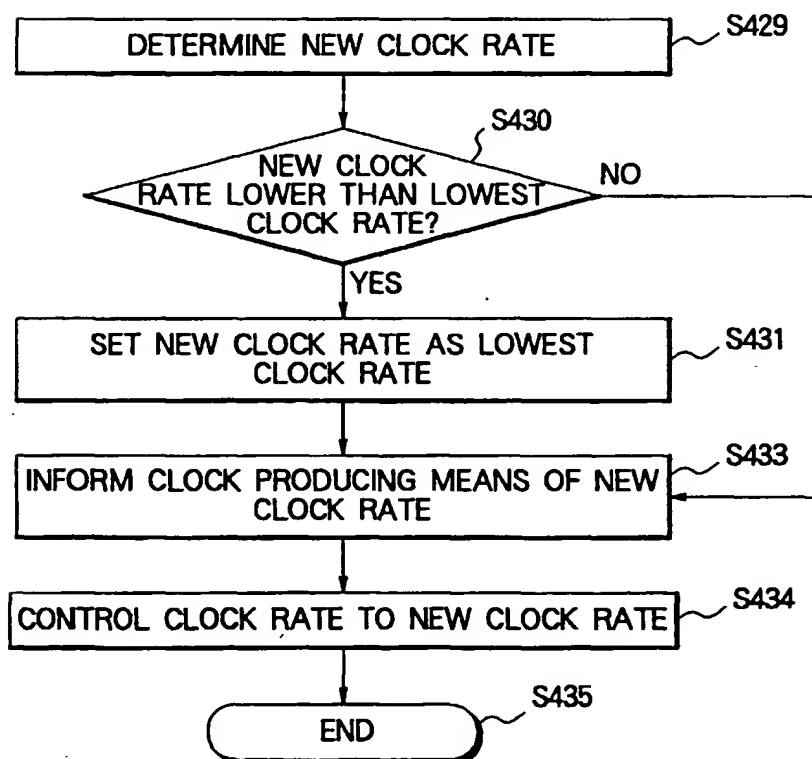 DETERMINE NEW CLOCK RATE
S429
S430
NEW CLOCK
RATE LOWER THAN LOWEST
CLOCK RATE?
NO
YES
SET NEW CLOCK RATE AS LOWEST
CLOCK RATE
S431
INFORM CLOCK PRODUCING MEANS OF NEW
CLOCK RATE
S433
CONTROL CLOCK RATE TO NEW CLOCK RATE
S434
END
S435